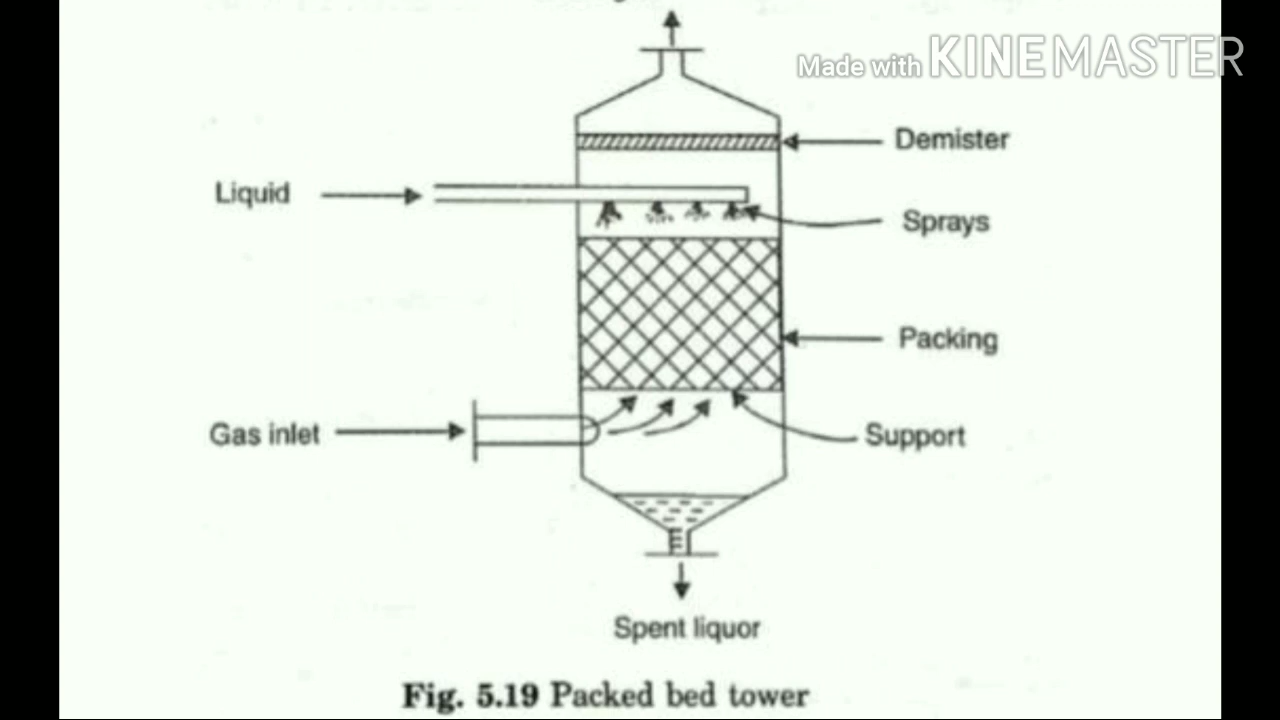 Made with KINEMASTER
Demister
Liquid
Sprays
Packing
Gas inlet
Support
Spent liquor
Fig. 5.19 Packed bed tower